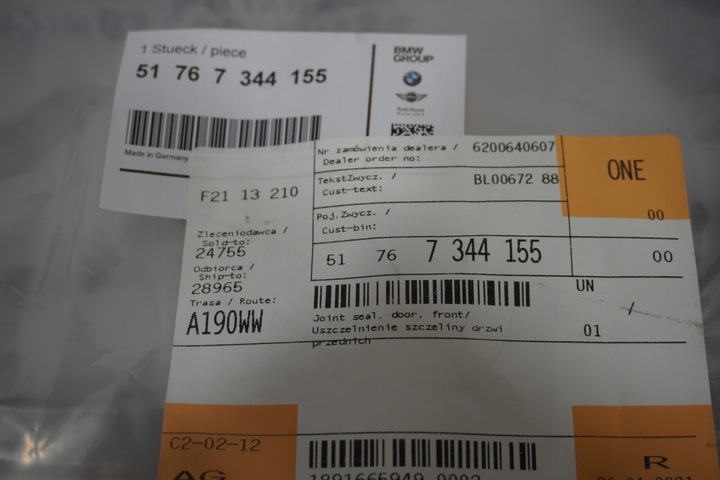 1 Stueck / piece
51 76 7 344 155
BMW
GROUP
Made in Germany
Nr zamówienia dealera / 6200640607
Dealer order no:
ONE
TekstZwycz. / BL00672 88
Cust-text:
F21 13 210
00
Poj.Zwycz. /
Cust-bin:
Zleceniodawca /
Sold-to:
24755
51 76 7 344 155 00
Odbiorca /
Ship-to:
28965
UN
Trasa / Route:
A190WW
Joint seal. door. front/
Uszczelnienie szczeliny drzwi
przednich
01
C2-02-12
AG
R